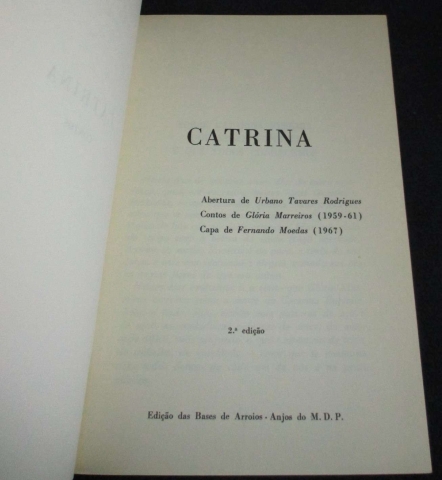 CATRINA
Abertura de Urbano Tavares Rodrigues
Contos de Glória Marreiros (1959-61)
Capa de Fernando Moedas (1967)
2.ª edição
Edição das Bases de Arroios - Anjos do M. D. P.